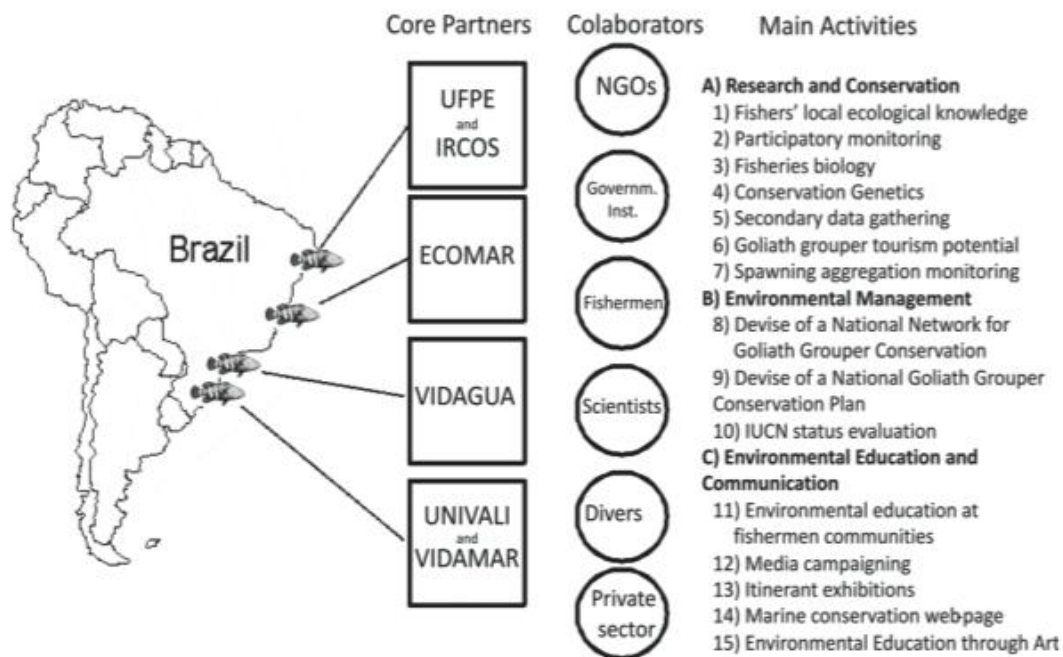 Core Partners
Colaborators
Main Activities
Brazil
UFPE
and
IRCOS
ECOMAR
VIDAGUA
UNIVALI
and
VIDAMAR
NGOs
Governm.
Inst.
Fishermen
Scientists
Divers
Private
sector
A) Research and Conservation
1) Fishers' local ecological knowledge
2) Participatory monitoring
3) Fisheries biology
4) Conservation Genetics
5) Secondary data gathering
6) Goliath grouper tourism potential
7) Spawning aggregation monitoring
B) Environmental Management
8) Devise of a National Network for
Goliath Grouper Conservation
9) Devise of a National Goliath Grouper
Conservation Plan
10) IUCN status evaluation
C) Environmental Education and
Communication
11) Environmental education at
fishermen communities
12) Media campaigning
13) Itinerant exhibitions
14) Marine conservation web-page
15) Environmental Education through Art